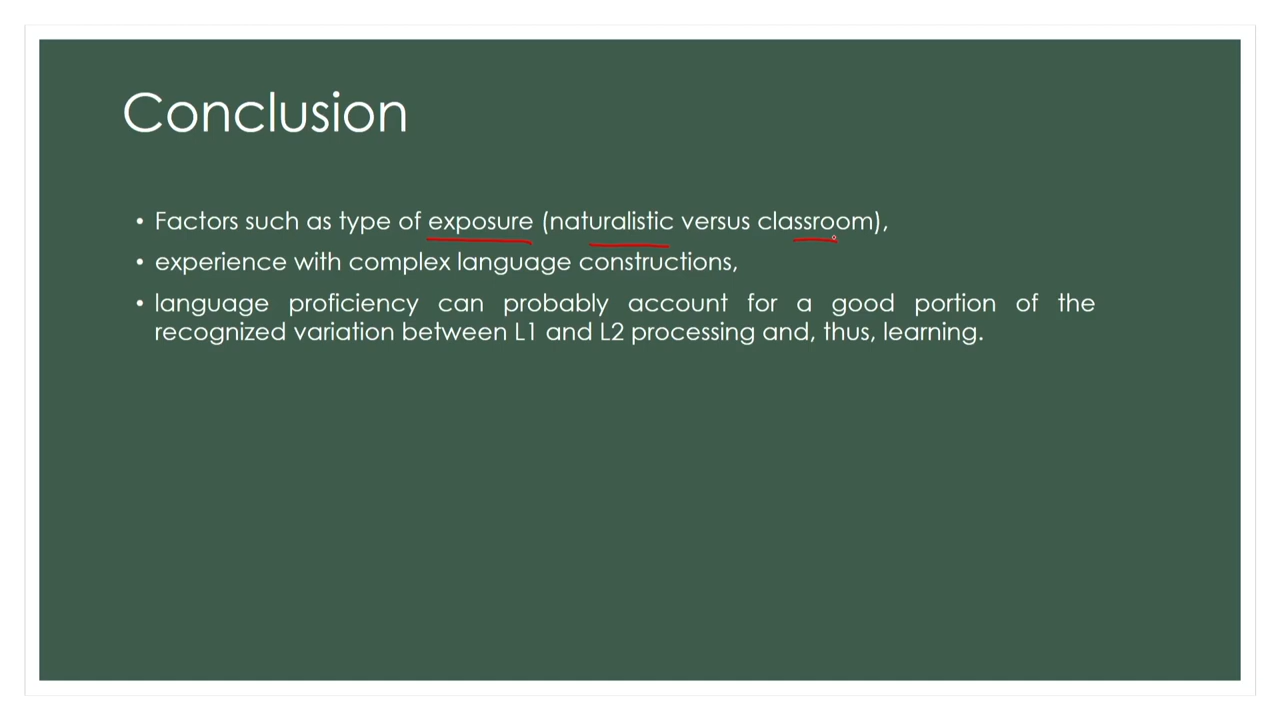 Conclusion
• Factors such as type of exposure (naturalistic versus classroom),
• experience with complex language constructions,
• language proficiency can probably account for a good portion of the
recognized variation between L1 and L2 processing and, thus, learning.